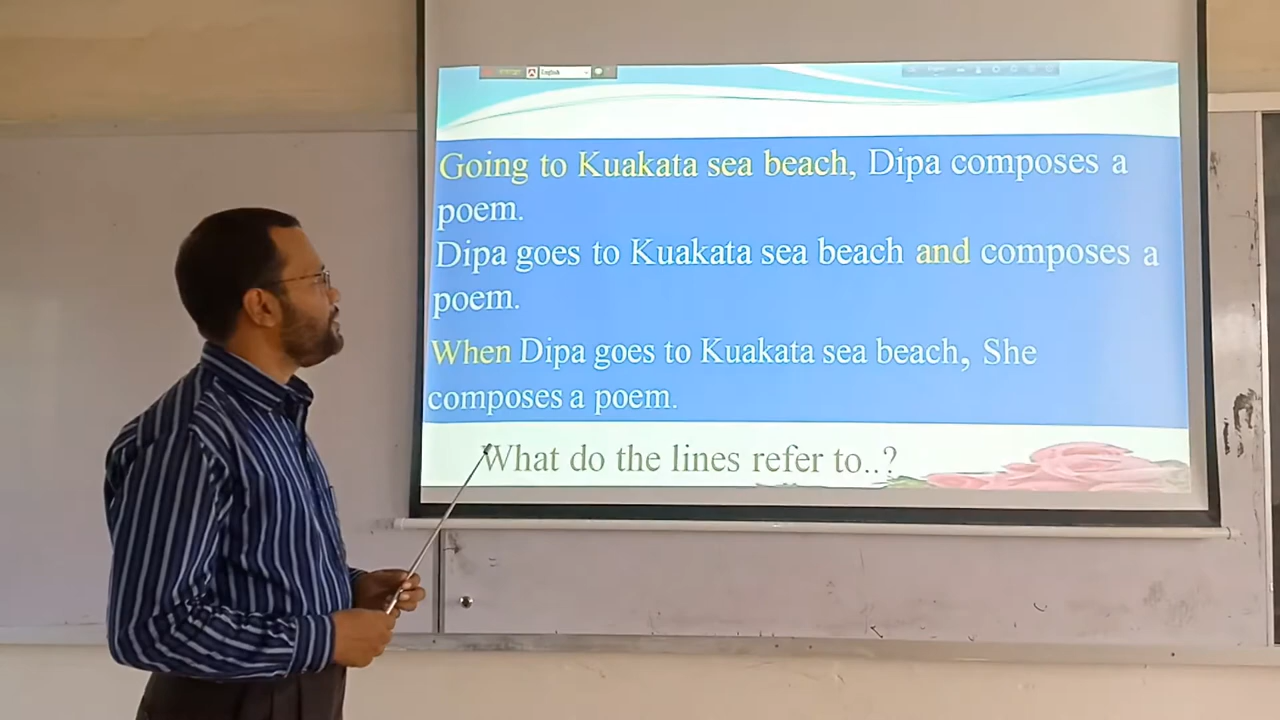 English
Going to Kuakata sea beach, Dipa composes a
poem.
Dipa goes to Kuakata sea beach and composes a
poem.
When Dipa goes to Kuakata sea beach, She
composes a poem.
What do the lines refer to..?